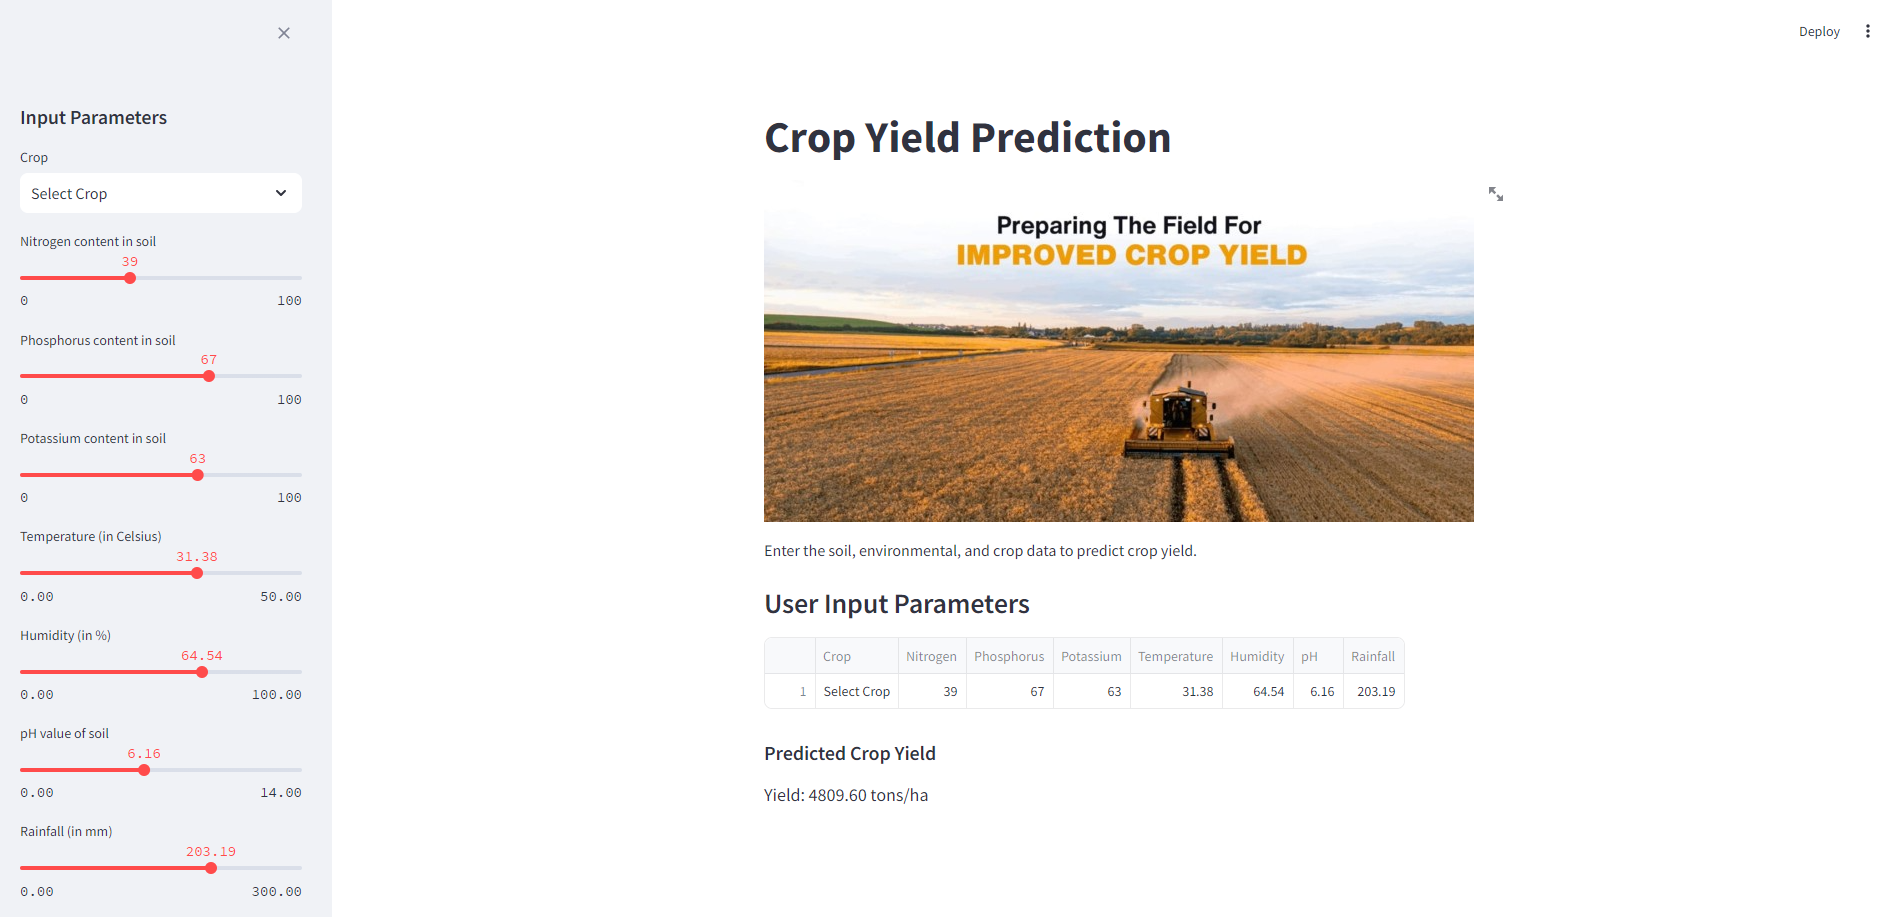 Deploy
Input Parameters
Crop
Select Crop
Nitrogen content in soil
39
0 100
Phosphorus content in soil
67
0 100
Potassium content in soil
63
0 100
Temperature (in Celsius)
31.38
0.00 50.00
Humidity (in %)
64.54
0.00 100.00
pH value of soil
6.16
0.00 14.00
Rainfall (in mm)
203.19
0.00 300.00
Crop Yield Prediction
Preparing The Field For
IMPROVED CROP YIELD
Enter the soil, environmental, and crop data to predict crop yield.
User Input Parameters
Crop Nitrogen Phosphorus Potassium Temperature Humidity pH Rainfall
1 Select Crop 39 67 63 31.38 64.54 6.16 203.19
Predicted Crop Yield
Yield: 4809.60 tons/ha